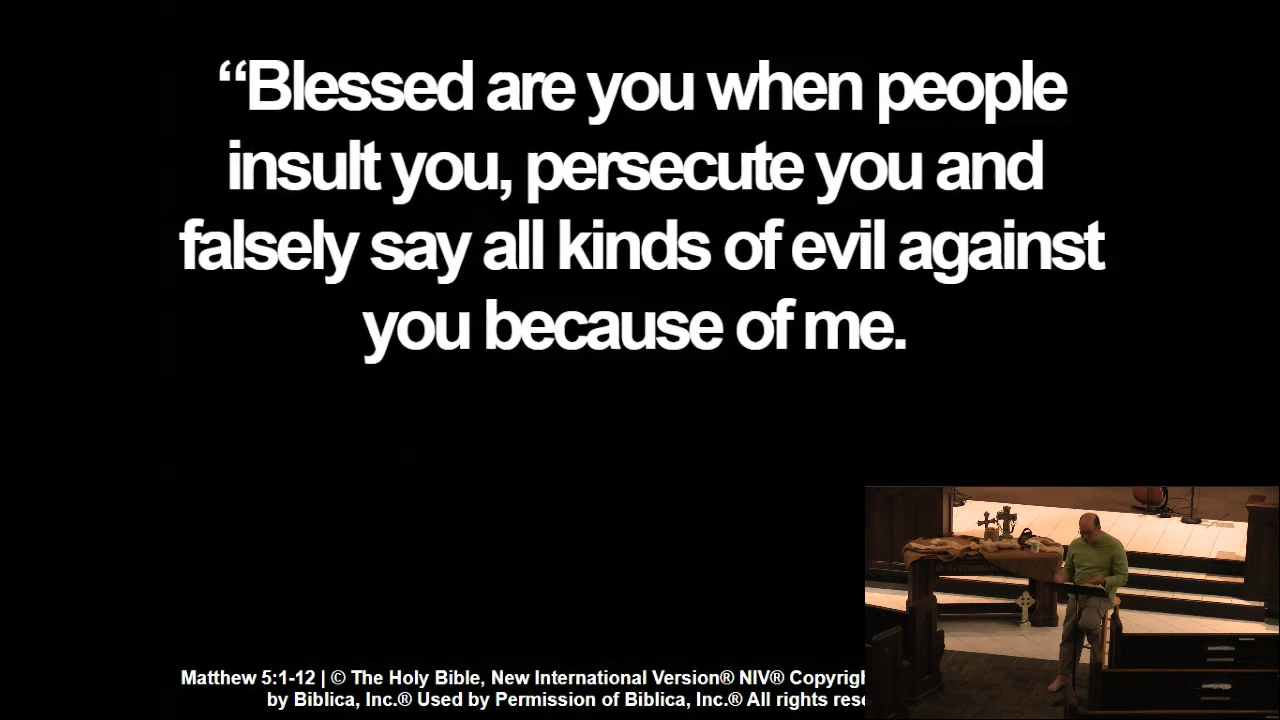 “Blessed are you when people
insult you, persecute you and
falsely say all kinds of evil against
you because of me.
Matthew 5:1-12 | © The Holy Bible, New International Version® NIV®
by Biblica, Inc.® Used by Permission of Biblica, Inc.® All rights